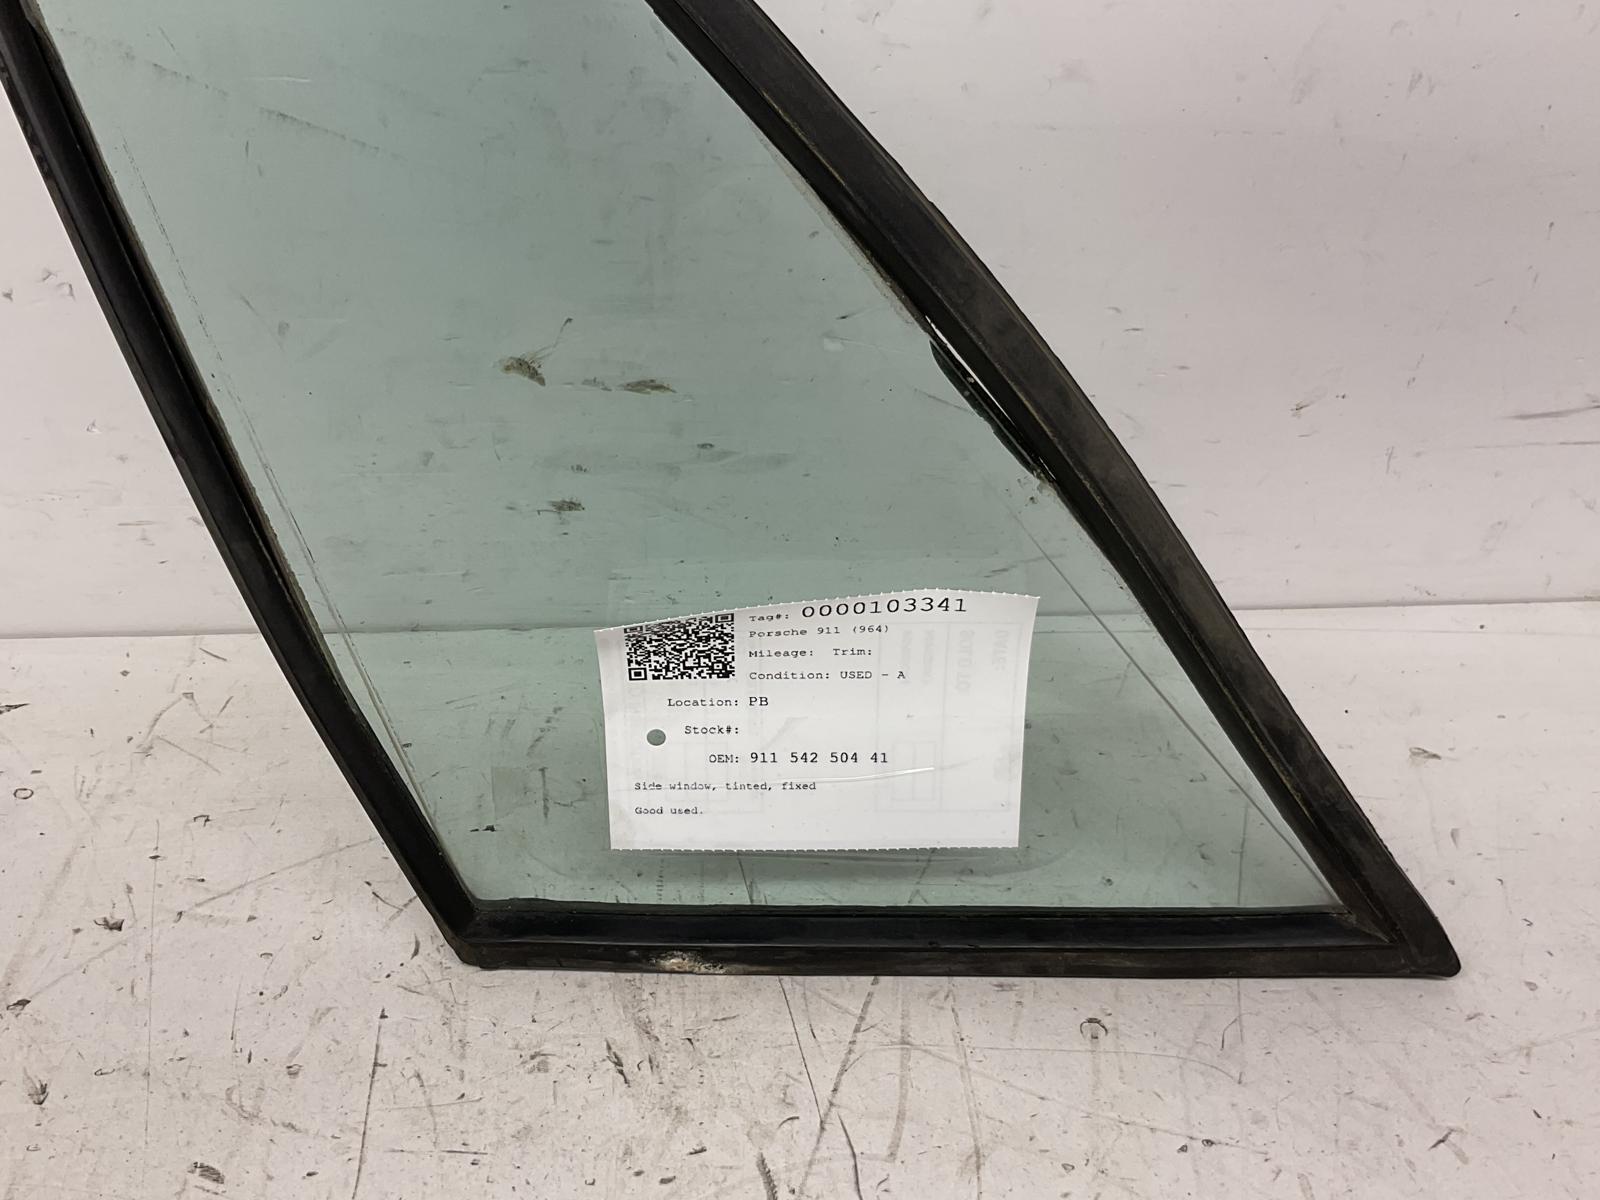 Tag#: 0000103341
Porsche 911 (964)
Mileage: Trim:
Condition: USED - A
Location: PB
Stock#:
OEM: 911 542 504 41
Side window, tinted, fixed
Good used.